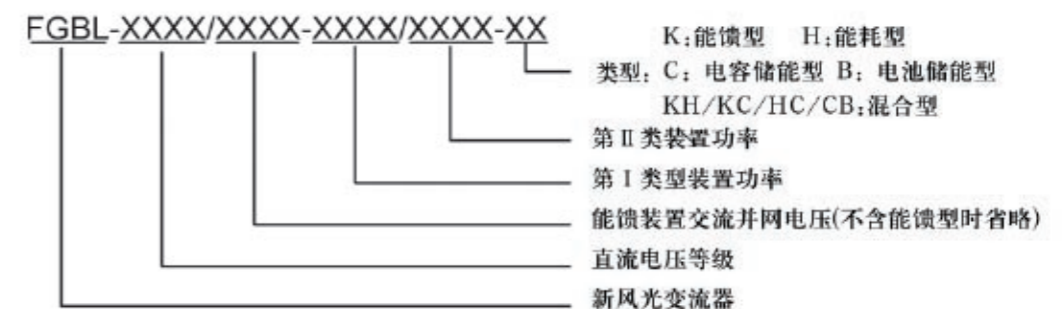 FGBL-XXXX/XXXX-XXXX/XXXX-XX
K:能馈型 H:能耗型
类型: C: 电容储能型 B: 电池储能型
KH/KC/HC/CB:混合型
第Ⅱ类装置功率
第Ⅰ类型装置功率
能馈装置交流并网电压(不含能馈型时省略)
直流电压等级
新风光变流器